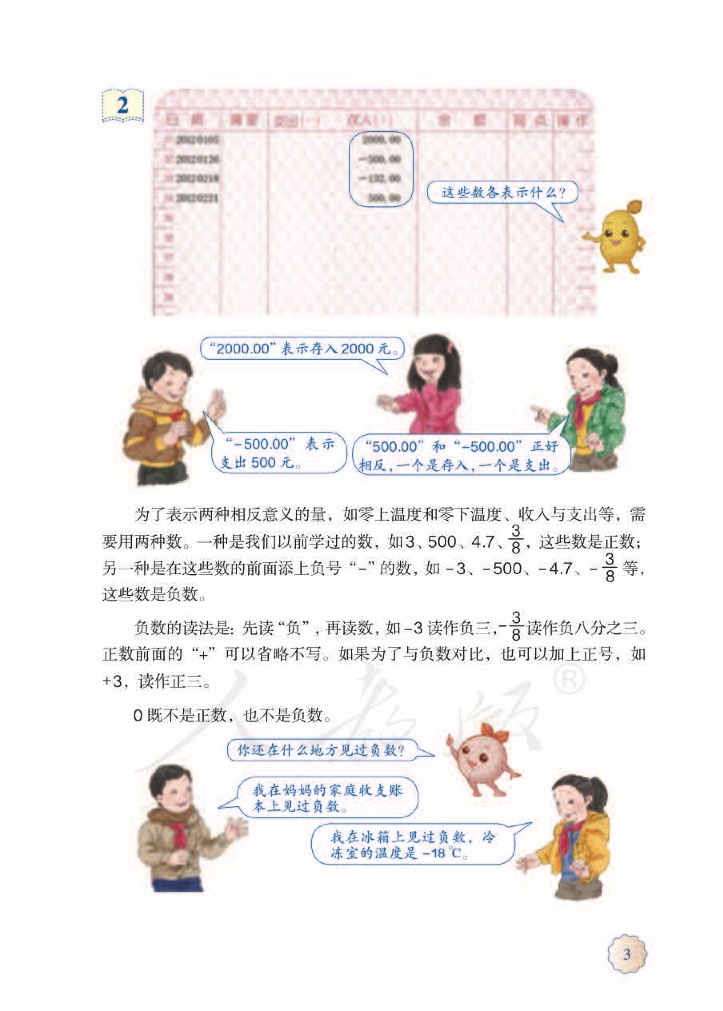 2
日期 摘要 支出(-) 存入(+) 余额 网点 操作
20120105 2000.00
20120126 -500.00
20120216 -132.00
20120221 500.00
这些数各表示什么?
“2000.00”表示存入2000元。
“-500.00” 表示
支出500元。
“500.00”和“-500.00”正好
相反,一个是存入,一个是支出。
为了表示两种相反意义的量,如零上温度和零下温度、收入与支出等,需
要用两种数。一种是我们以前学过的数,如3、500、4.7、3/8,这些数是正数;
另一种是在这些数的前面添上负号“-”的数,如-3、-500、-4.7、-3/8等,
这些数是负数。
负数的读法是:先读“负”,再读数,如-3读作负三,-3/8读作负八分之三。
正数前面的“+”可以省略不写。如果为了与负数对比,也可以加上正号,如
+3,读作正三。
0既不是正数,也不是负数。
人教版®
你还在什么地方见过负数?
我在妈妈的家庭收支账
本上见过负数。
我在冰箱上见过负数,冷
冻室的温度是-18℃。
3